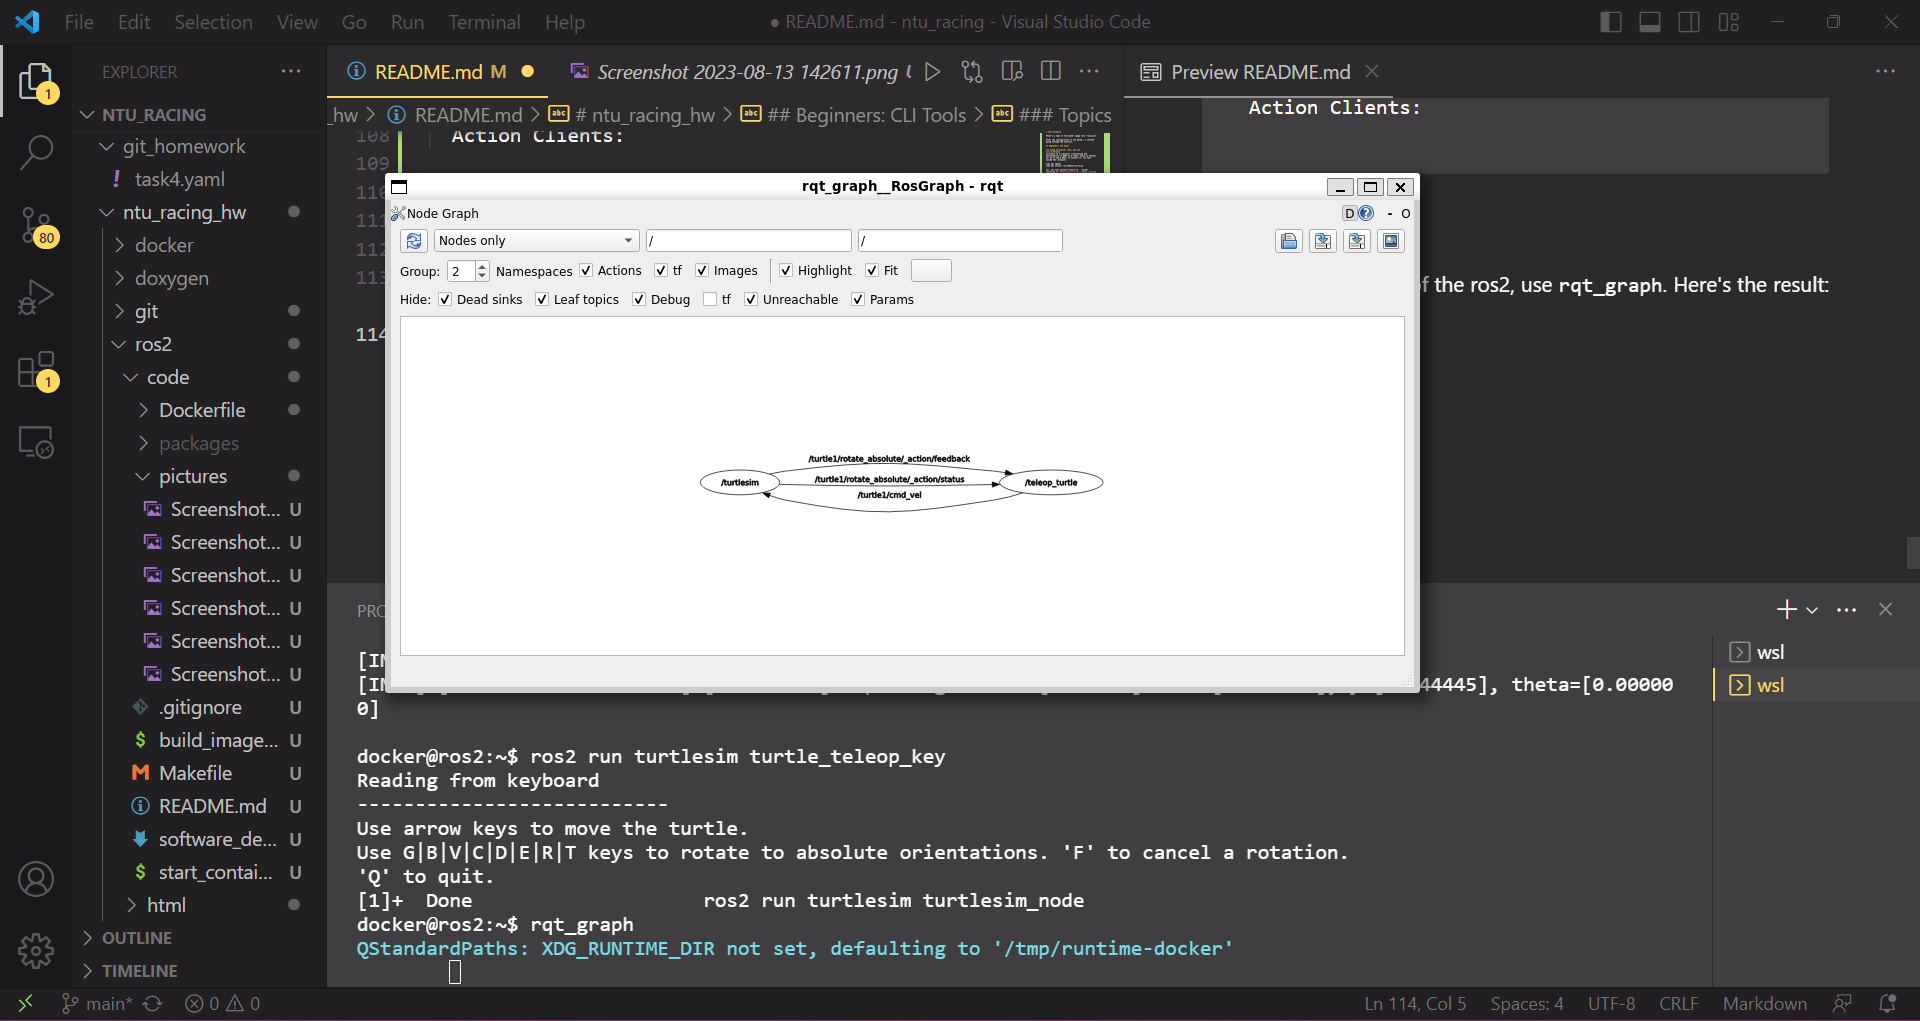 File Edit Selection View Go Run Terminal Help
● README.md - ntu_racing - Visual Studio Code
EXPLORER
NTU_RACING
git_homework
! task4.yaml
ntu_racing_hw
docker
doxygen
git
ros2
code
Dockerfile
packages
pictures
Screenshot... U
Screenshot... U
Screenshot... U
Screenshot... U
Screenshot... U
Screenshot... U
.gitignore U
$ build_image... U
Makefile U
README.md U
software_de... U
$ start_contai... U
html
OUTLINE
TIMELINE
1
80
1
README.md M
Screenshot 2023-08-13 142611.png
_hw > README.md > # ntu_racing_hw > ## Beginners: CLI Tools > ### Topics
108 Action Clients:
109
114
Preview README.md
Action Clients:
of the ros2, use rqt_graph. Here's the result:
rqt_graph__RosGraph - rqt
Node Graph
D ? - O
Nodes only / /
Group: 2 Namespaces Actions tf Images Highlight Fit
Hide: Dead sinks Leaf topics Debug tf Unreachable Params
/turtle1/rotate_absolute/_action/feedback
/turtle1/rotate_absolute/_action/status
/turtle1/cmd_vel
/turtlesim
/teleop_turtle
44445], theta=[0.00000
0]
docker@ros2:~$ ros2 run turtlesim turtle_teleop_key
Reading from keyboard
---------------------------
Use arrow keys to move the turtle.
Use G|B|V|C|D|E|R|T keys to rotate to absolute orientations. 'F' to cancel a rotation.
'Q' to quit.
[1]+ Done ros2 run turtlesim turtlesim_node
docker@ros2:~$ rqt_graph
QStandardPaths: XDG_RUNTIME_DIR not set, defaulting to '/tmp/runtime-docker'
wsl
wsl
main* 0 0
Ln 114, Col 5 Spaces: 4 UTF-8 CRLF Markdown